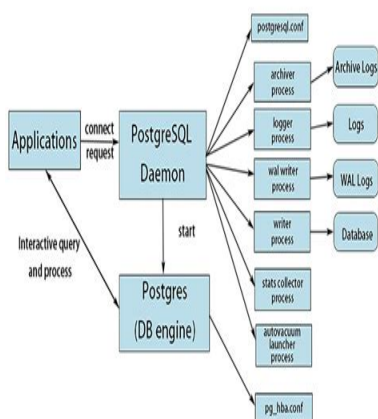 Applications
connect
request
PostgreSQL
Daemon
postgresql.conf
archiver
process
Archive Logs
logger
process
Logs
wal writer
process
WAL Logs
writer
process
Database
stats collector
process
autovacuum
launcher
process
start
Interactive query
and process
Postgres
(DB engine)
pg_hba.conf